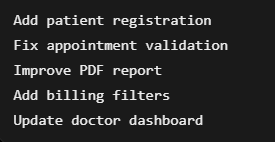 Add patient registration
Fix appointment validation
Improve PDF report
Add billing filters
Update doctor dashboard